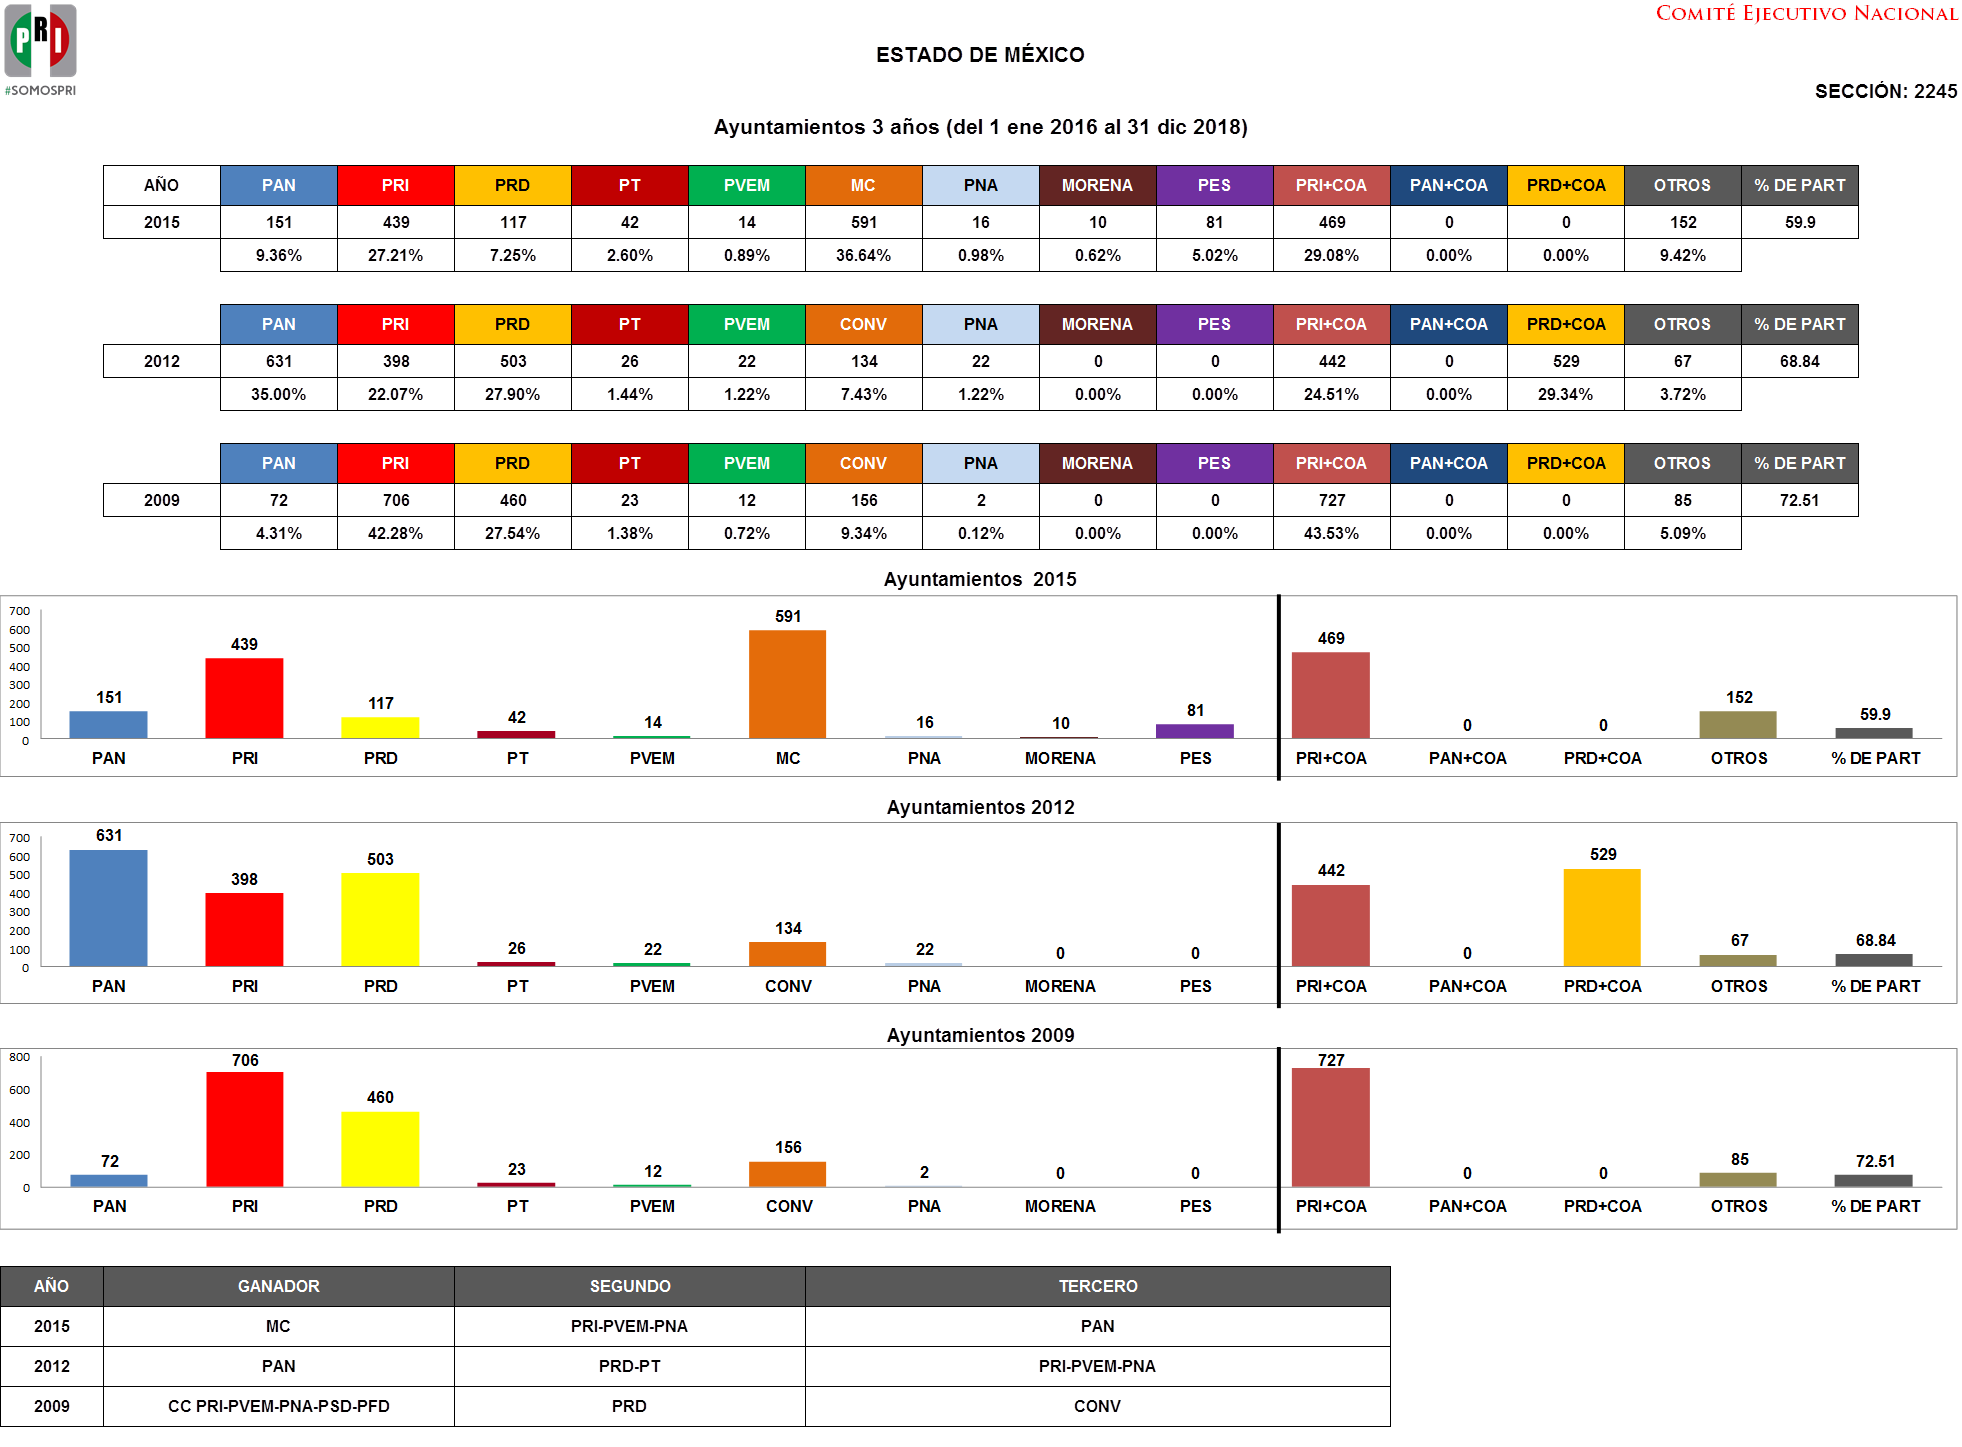 PRI
#SOMOSPRI
COMITÉ EJECUTIVO NACIONAL
ESTADO DE MÉXICO
SECCIÓN: 2245
Ayuntamientos 3 años (del 1 ene 2016 al 31 dic 2018)
AÑO PAN PRI PRD PT PVEM MC PNA MORENA PES PRI+COA PAN+COA PRD+COA OTROS % DE PART
2015 151 439 117 42 14 591 16 10 81 469 0 0 152 59.9
9.36% 27.21% 7.25% 2.60% 0.89% 36.64% 0.98% 0.62% 5.02% 29.08% 0.00% 0.00% 9.42%
PAN PRI PRD PT PVEM CONV PNA MORENA PES PRI+COA PAN+COA PRD+COA OTROS % DE PART
2012 631 398 503 26 22 134 22 0 0 442 0 529 67 68.84
35.00% 22.07% 27.90% 1.44% 1.22% 7.43% 1.22% 0.00% 0.00% 24.51% 0.00% 29.34% 3.72%
PAN PRI PRD PT PVEM CONV PNA MORENA PES PRI+COA PAN+COA PRD+COA OTROS % DE PART
2009 72 706 460 23 12 156 2 0 0 727 0 0 85 72.51
4.31% 42.28% 27.54% 1.38% 0.72% 9.34% 0.12% 0.00% 0.00% 43.53% 0.00% 0.00% 5.09%
Ayuntamientos 2015
700
600
500
400
300
200
100
0
151 439 117 42 14 591 16 10 81 469 0 0 152 59.9
PAN PRI PRD PT PVEM MC PNA MORENA PES PRI+COA PAN+COA PRD+COA OTROS % DE PART
Ayuntamientos 2012
700
600
500
400
300
200
100
0
631 398 503 26 22 134 22 0 0 442 0 529 67 68.84
PAN PRI PRD PT PVEM CONV PNA MORENA PES PRI+COA PAN+COA PRD+COA OTROS % DE PART
Ayuntamientos 2009
800
600
400
200
0
72 706 460 23 12 156 2 0 0 727 0 0 85 72.51
PAN PRI PRD PT PVEM CONV PNA MORENA PES PRI+COA PAN+COA PRD+COA OTROS % DE PART
AÑO GANADOR SEGUNDO TERCERO
2015 MC PRI-PVEM-PNA PAN
2012 PAN PRD-PT PRI-PVEM-PNA
2009 CC PRI-PVEM-PNA-PSD-PFD PRD CONV